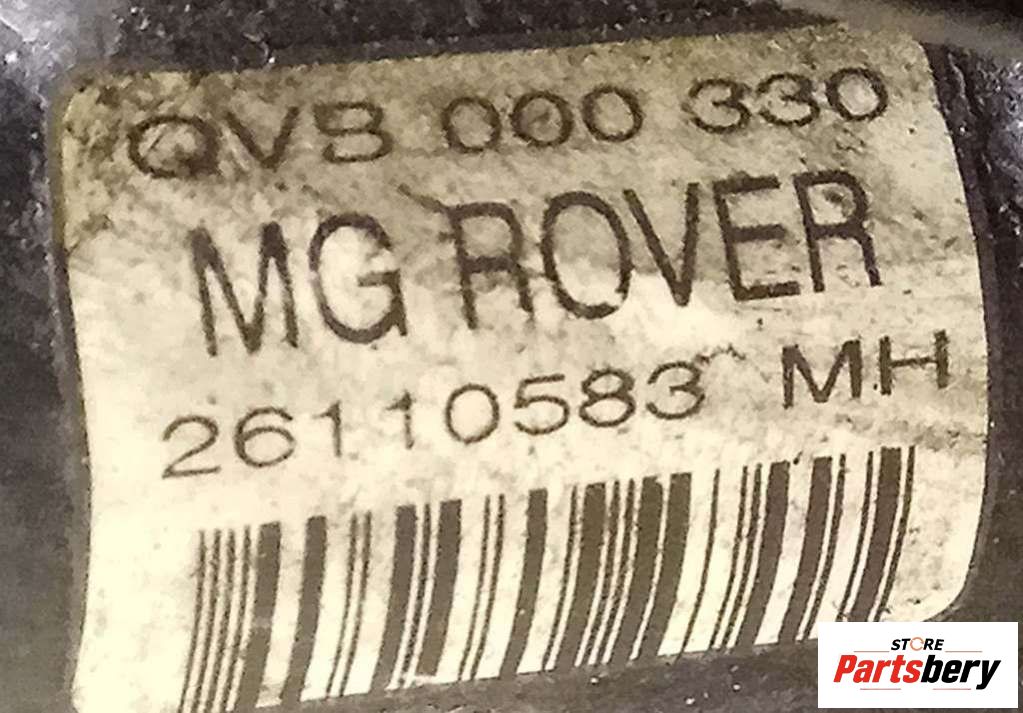 QVB 000 330
MG ROVER
26110583 MH
STORE
Partsbery